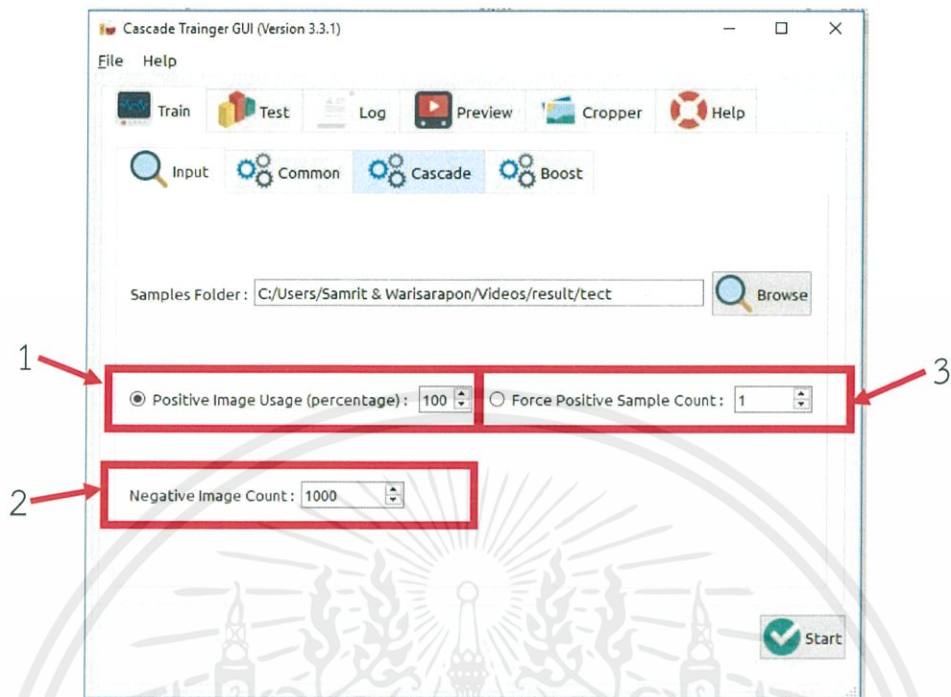 Cascade Trainger GUI (Version 3.3.1)
File Help
Train Test Log Preview Cropper Help
Input Common Cascade Boost
Samples Folder : C:/Users/Samrit & Warisarapon/Videos/result/tect Browse
1
3
Positive Image Usage (percentage) : 100 Force Positive Sample Count : 1
2
Negative Image Count : 1000
Start